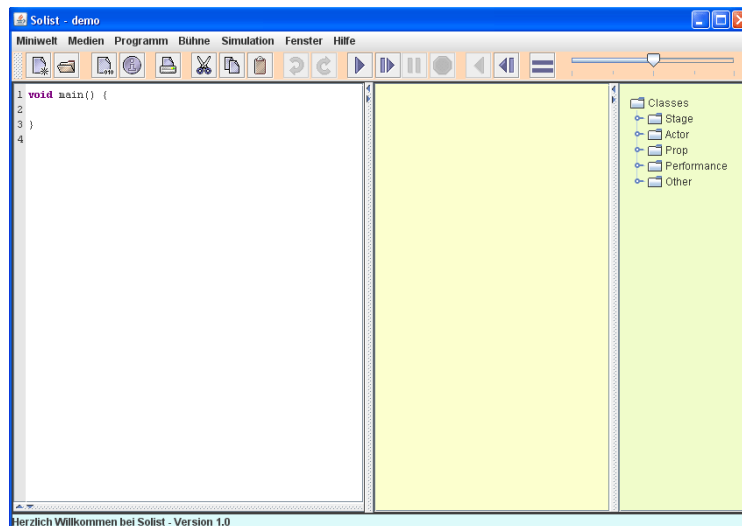 Solist - demo
Miniwelt Medien Programm Bühne Simulation Fenster Hilfe
1 void main() {
2
3 }
4
Classes
Stage
Actor
Prop
Performance
Other
Herzlich Willkommen bei Solist - Version 1.0